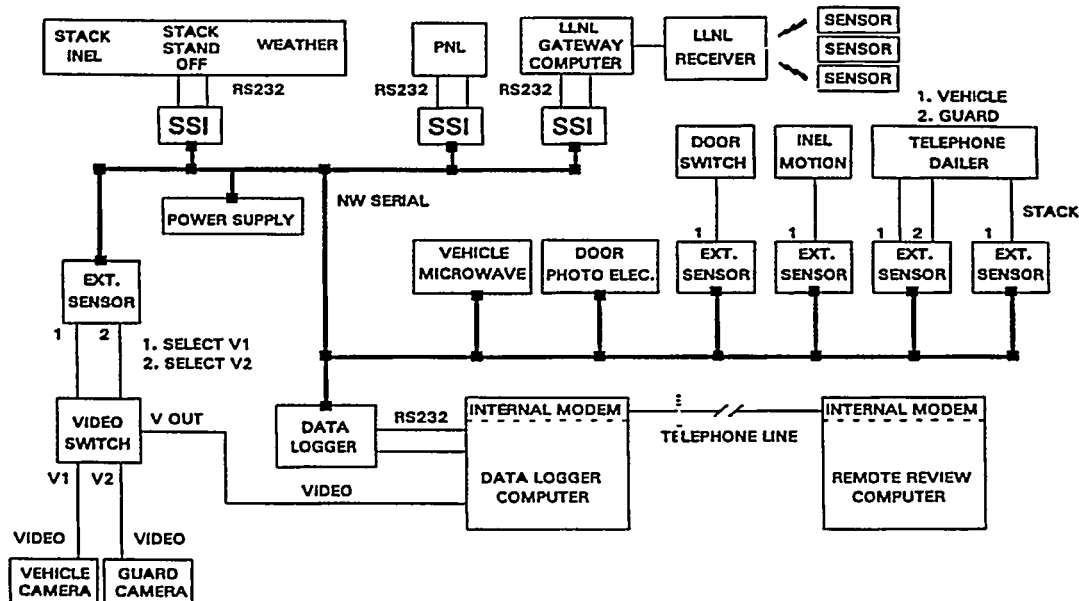 STACK INEL
STACK STAND OFF
WEATHER
PNL
LLNL GATEWAY COMPUTER
LLNL RECEIVER
SENSOR
SENSOR
SENSOR
RS232
RS232
RS232
SSI
SSI
SSI
1. VEHICLE
2. GUARD
DOOR SWITCH
INEL MOTION
TELEPHONE DAILER
POWER SUPPLY
NW SERIAL
STACK
1
1
1
2
1
VEHICLE MICROWAVE
DOOR PHOTO ELEC.
EXT. SENSOR
EXT. SENSOR
EXT. SENSOR
EXT. SENSOR
EXT. SENSOR
1
2
1. SELECT V1
2. SELECT V2
VIDEO SWITCH
V OUT
DATA LOGGER
RS232
INTERNAL MODEM
TELEPHONE LINE
INTERNAL MODEM
V1
V2
VIDEO
DATA LOGGER COMPUTER
REMOTE REVIEW COMPUTER
VIDEO
VIDEO
VEHICLE CAMERA
GUARD CAMERA